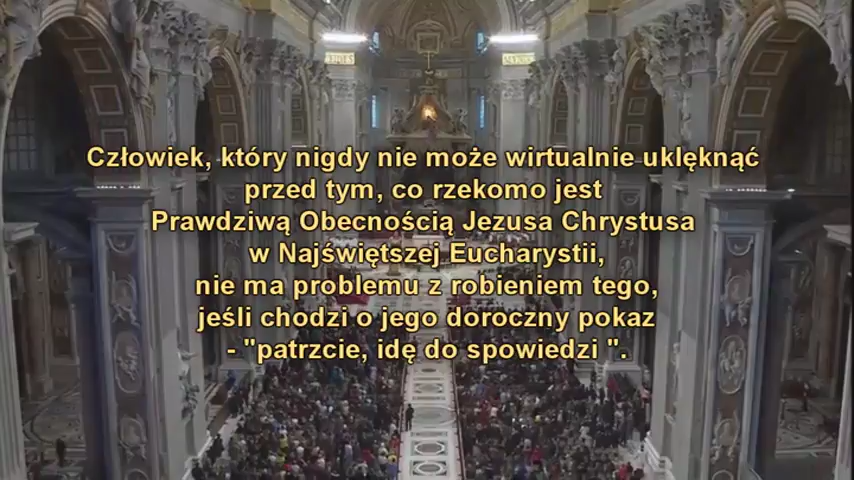 Człowiek, który nigdy nie może wirtualnie uklęknąć
przed tym, co rzekomo jest
Prawdziwą Obecnością Jezusa Chrystusa
w Najświętszej Eucharystii,
nie ma problemu z robieniem tego,
jeśli chodzi o jego doroczny pokaz
- "patrzcie, idę do spowiedzi ".